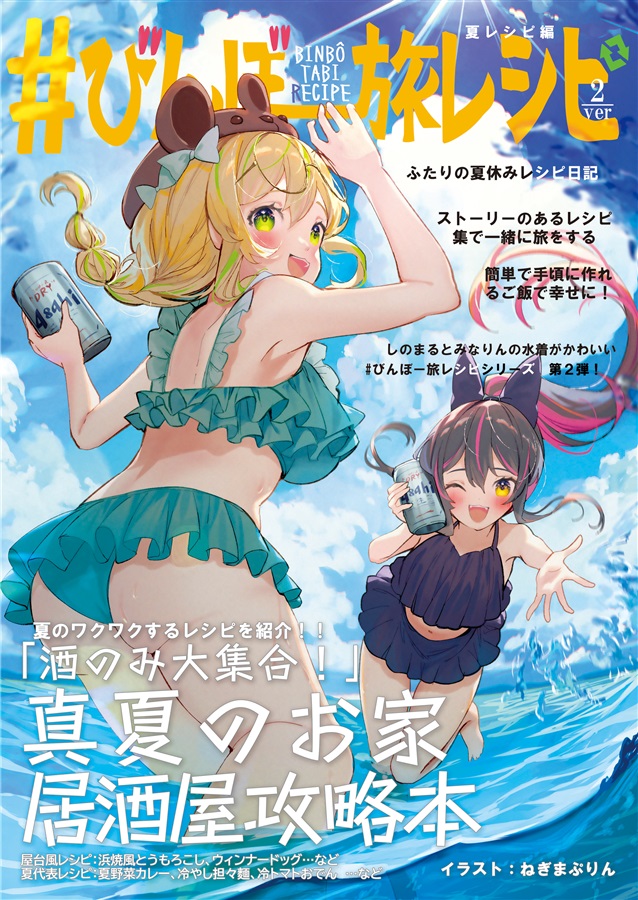 夏レシピ編
#びんぼー旅レシピ
BINBÔ
TABI
RECIPE
2
ver
ふたりの夏休みレシピ日記
ストーリーのあるレシピ
集で一緒に旅をする
簡単で手頃に作れ
るご飯で幸せに！
しのまるとみなりんの水着がかわいい
#びんぼー旅レシピシリーズ　第２弾！
DRY
Asahi
DRY
Asahi
夏のワクワクするレシピを紹介！！
「酒のみ大集合！」
真夏のお家
居酒屋攻略本
屋台風レシピ：浜焼風とうもろこし、ウィンナードッグ…など
夏代表レシピ：夏野菜カレー、冷やし担々麺、冷トマトおでん　…など
イラスト：ねぎまぷりん